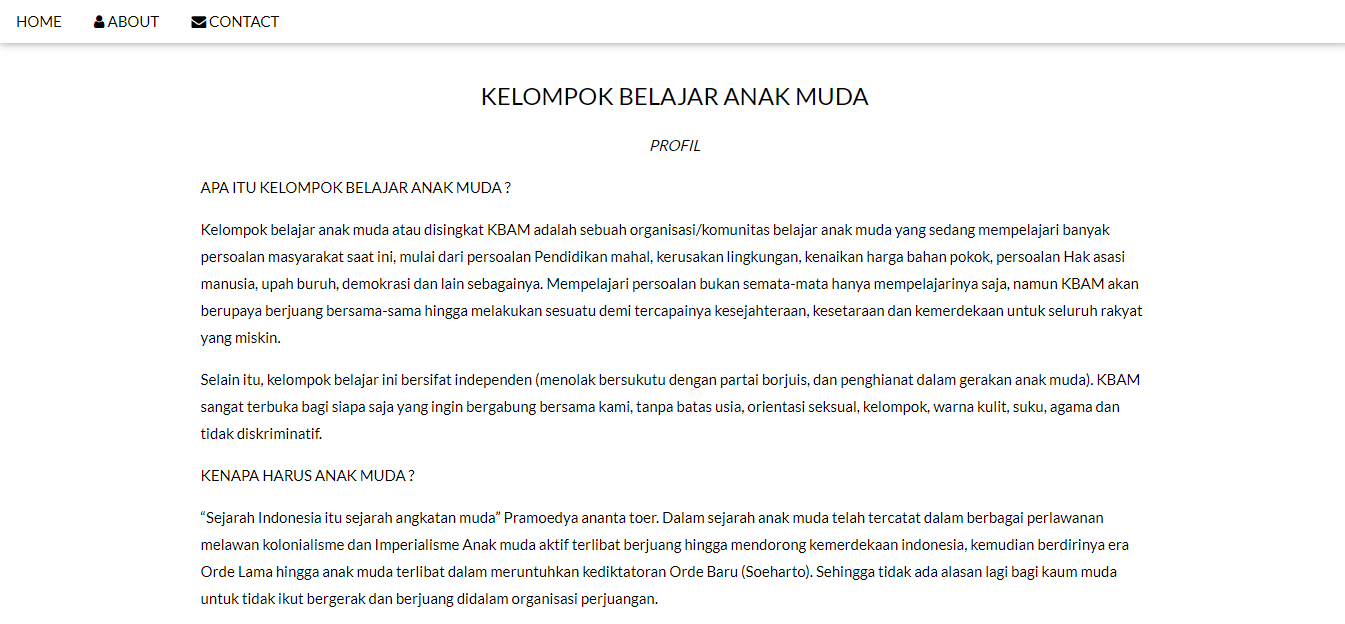 HOME ABOUT CONTACT
KELOMPOK BELAJAR ANAK MUDA
PROFIL
APA ITU KELOMPOK BELAJAR ANAK MUDA ?
Kelompok belajar anak muda atau disingkat KBAM adalah sebuah organisasi/komunitas belajar anak muda yang sedang mempelajari banyak
persoalan masyarakat saat ini, mulai dari persoalan Pendidikan mahal, kerusakan lingkungan, kenaikan harga bahan pokok, persoalan Hak asasi
manusia, upah buruh, demokrasi dan lain sebagainya. Mempelajari persoalan bukan semata-mata hanya mempelajarinya saja, namun KBAM akan
berupaya berjuang bersama-sama hingga melakukan sesuatu demi tercapainya kesejahteraan, kesetaraan dan kemerdekaan untuk seluruh rakyat
yang miskin.
Selain itu, kelompok belajar ini bersifat independen (menolak bersukutu dengan partai borjuis, dan penghianat dalam gerakan anak muda). KBAM
sangat terbuka bagi siapa saja yang ingin bergabung bersama kami, tanpa batas usia, orientasi seksual, kelompok, warna kulit, suku, agama dan
tidak diskriminatif.
KENAPA HARUS ANAK MUDA ?
“Sejarah Indonesia itu sejarah angkatan muda” Pramoedya ananta toer. Dalam sejarah anak muda telah tercatat dalam berbagai perlawanan
melawan kolonialisme dan Imperialisme Anak muda aktif terlibat berjuang hingga mendorong kemerdekaan indonesia, kemudian berdirinya era
Orde Lama hingga anak muda terlibat dalam meruntuhkan kediktatoran Orde Baru (Soeharto). Sehingga tidak ada alasan lagi bagi kaum muda
untuk tidak ikut bergerak dan berjuang didalam organisasi perjuangan.